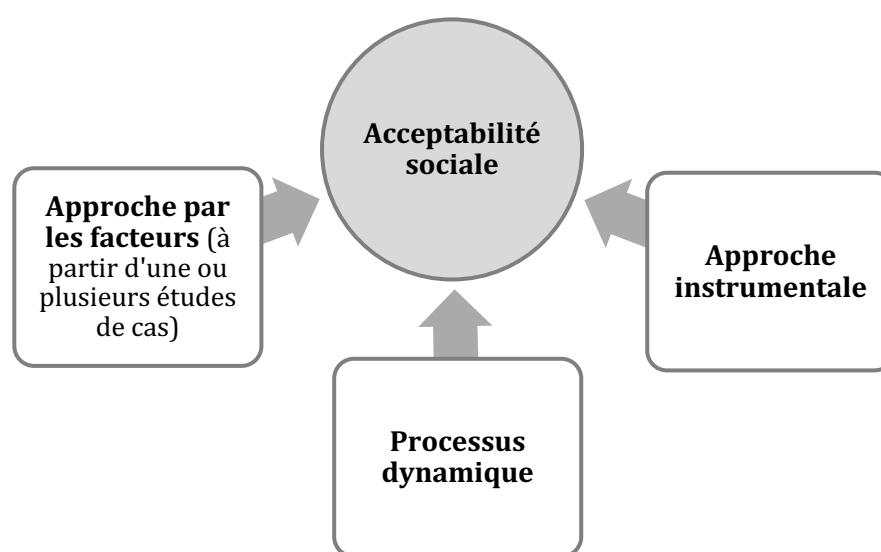 Acceptabilité
sociale
Approche par
les facteurs (à
partir d'une ou
plusieurs études
de cas)
Approche
instrumentale
Processus
dynamique